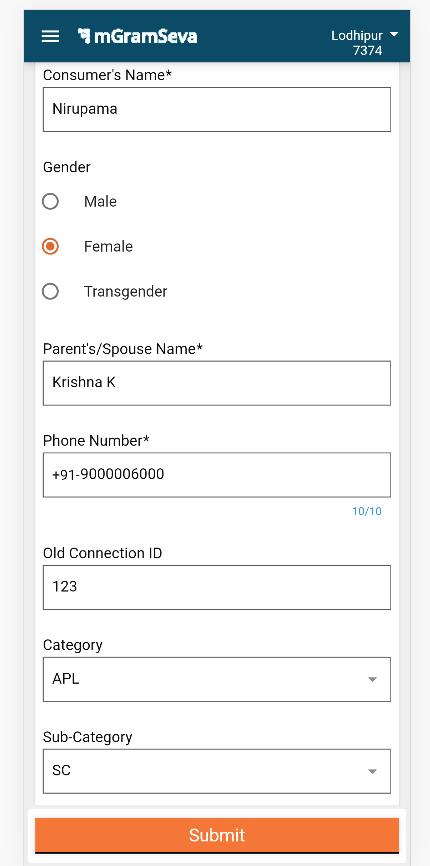 mGramSeva
Lodhipur
7374
Consumer's Name*
Nirupama
Gender
Male
Female
Transgender
Parent's/Spouse Name*
Krishna K
Phone Number*
+91-9000006000
10/10
Old Connection ID
123
Category
APL
Sub-Category
SC
Submit